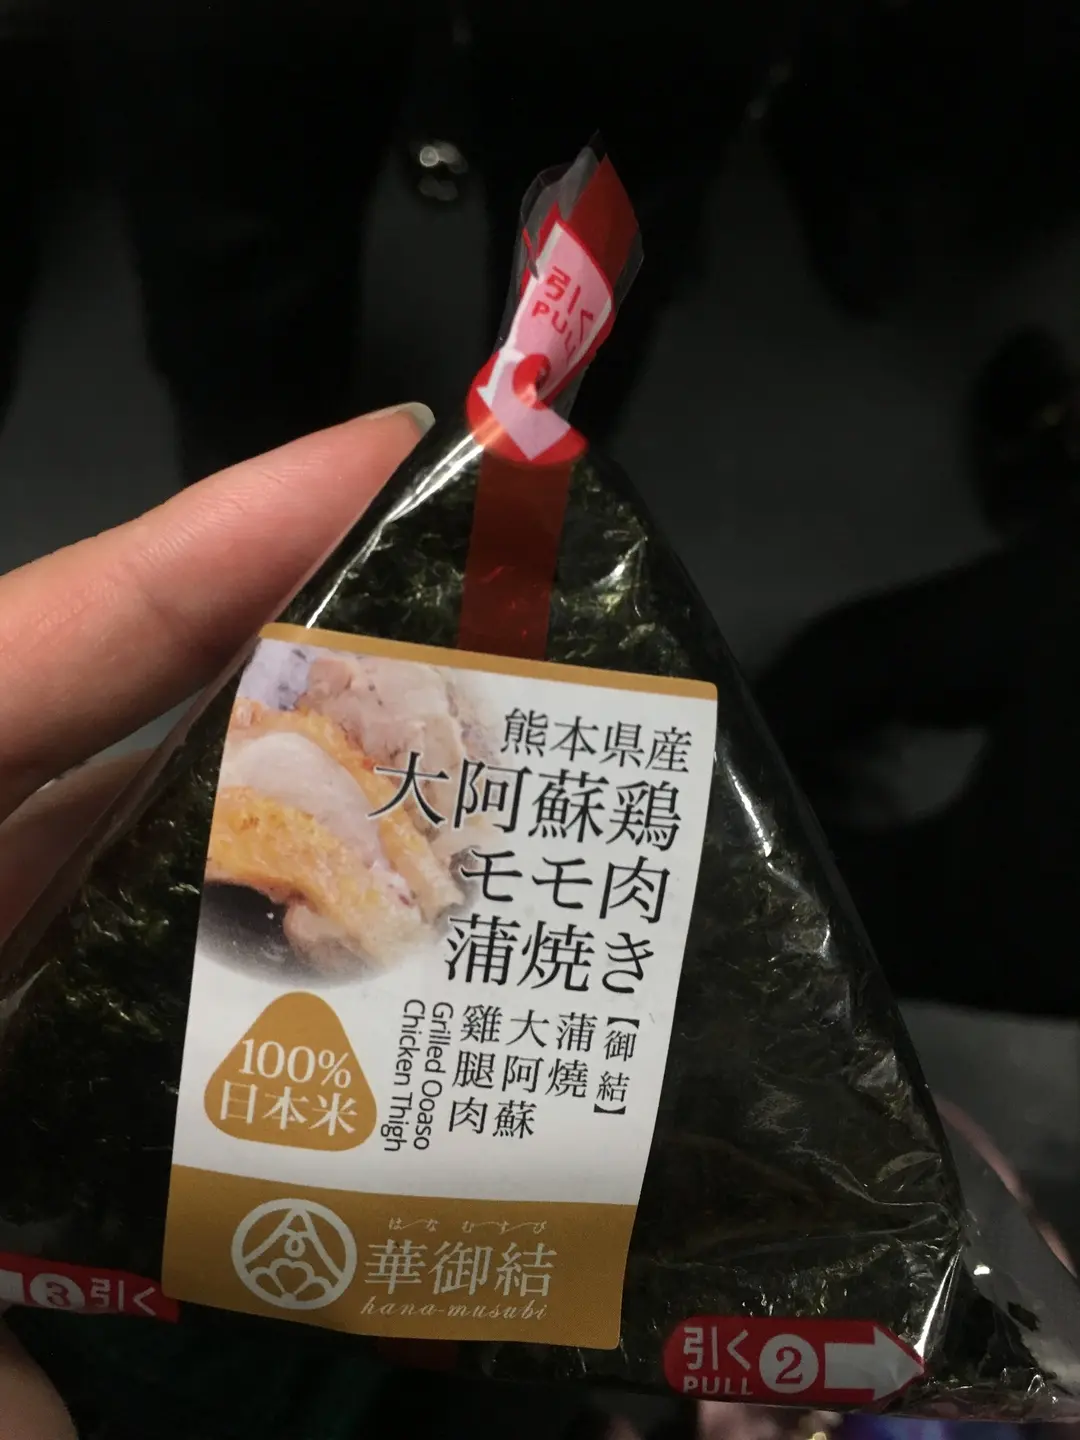 引く
PULL
熊本県産
大阿蘇鶏
モモ肉
蒲焼き
【御結】
蒲燒
大阿蘇
雞腿肉
Grilled Ooaso
Chicken Thigh
100%
日本米
はなむすび
華御結
hana-musubi
3 引く
引く 2
PULL